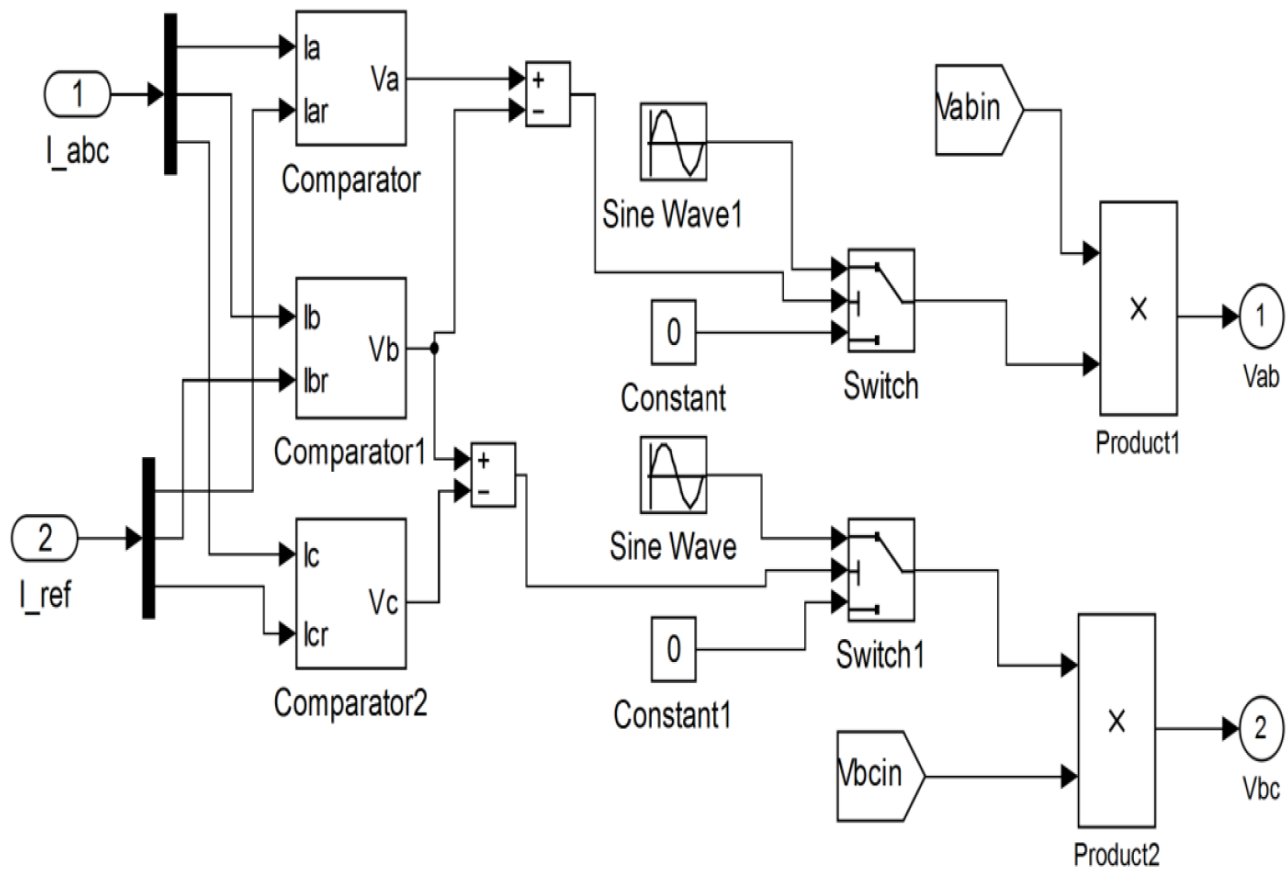 1
I_abc
Ia
Iar
Va
Comparator
+
−
Sine Wave1
Vabin
Ib
Ibr
Vb
Comparator1
0
Constant
Switch
×
Product1
1
Vab
+
−
Sine Wave
2
I_ref
Ic
Icr
Vc
Comparator2
0
Constant1
Switch1
Vbcin
×
Product2
2
Vbc